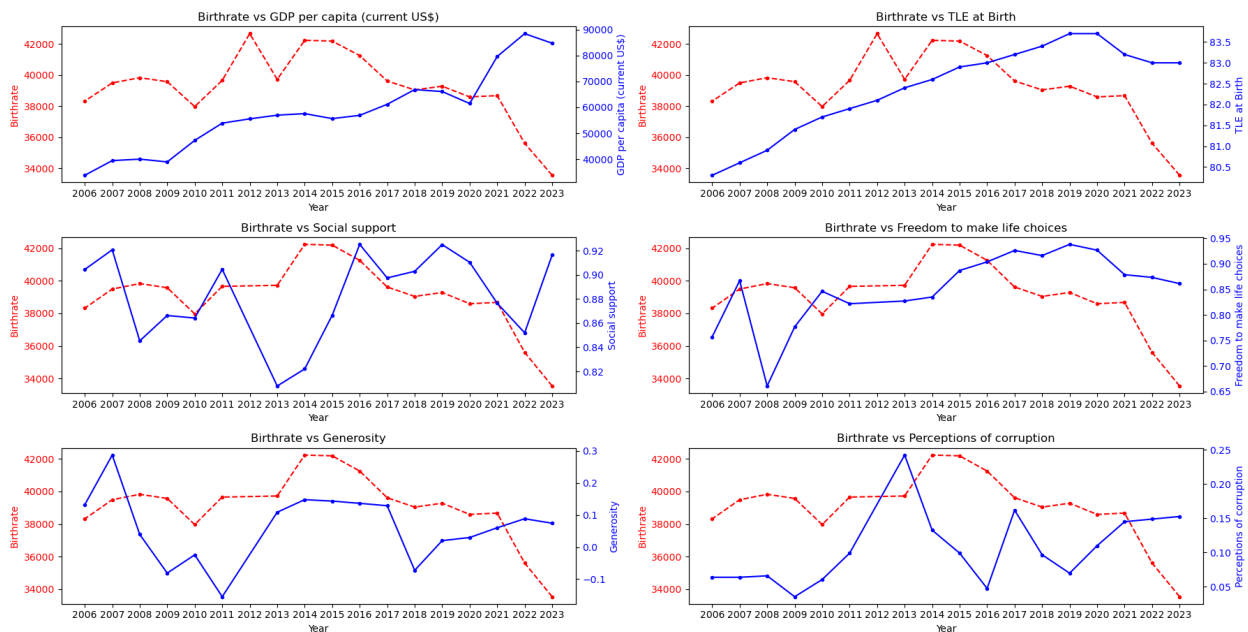 Birthrate vs GDP per capita (current US$)
Birthrate
42000
40000
38000
36000
34000
GDP per capita (current US$)
90000
80000
70000
60000
50000
40000
2006 2007 2008 2009 2010 2011 2012 2013 2014 2015 2016 2017 2018 2019 2020 2021 2022 2023
Year
Birthrate vs TLE at Birth
Birthrate
42000
40000
38000
36000
34000
TLE at Birth
83.5
83.0
82.5
82.0
81.5
81.0
80.5
2006 2007 2008 2009 2010 2011 2012 2013 2014 2015 2016 2017 2018 2019 2020 2021 2022 2023
Year
Birthrate vs Social support
Birthrate
42000
40000
38000
36000
34000
Social support
0.92
0.90
0.88
0.86
0.84
0.82
2006 2007 2008 2009 2010 2011 2012 2013 2014 2015 2016 2017 2018 2019 2020 2021 2022 2023
Year
Birthrate vs Freedom to make life choices
Birthrate
42000
40000
38000
36000
34000
Freedom to make life choices
0.95
0.90
0.85
0.80
0.75
0.70
0.65
2006 2007 2008 2009 2010 2011 2012 2013 2014 2015 2016 2017 2018 2019 2020 2021 2022 2023
Year
Birthrate vs Generosity
Birthrate
42000
40000
38000
36000
34000
Generosity
0.3
0.2
0.1
0.0
−0.1
2006 2007 2008 2009 2010 2011 2012 2013 2014 2015 2016 2017 2018 2019 2020 2021 2022 2023
Year
Birthrate vs Perceptions of corruption
Birthrate
42000
40000
38000
36000
34000
Perceptions of corruption
0.25
0.20
0.15
0.10
0.05
2006 2007 2008 2009 2010 2011 2012 2013 2014 2015 2016 2017 2018 2019 2020 2021 2022 2023
Year